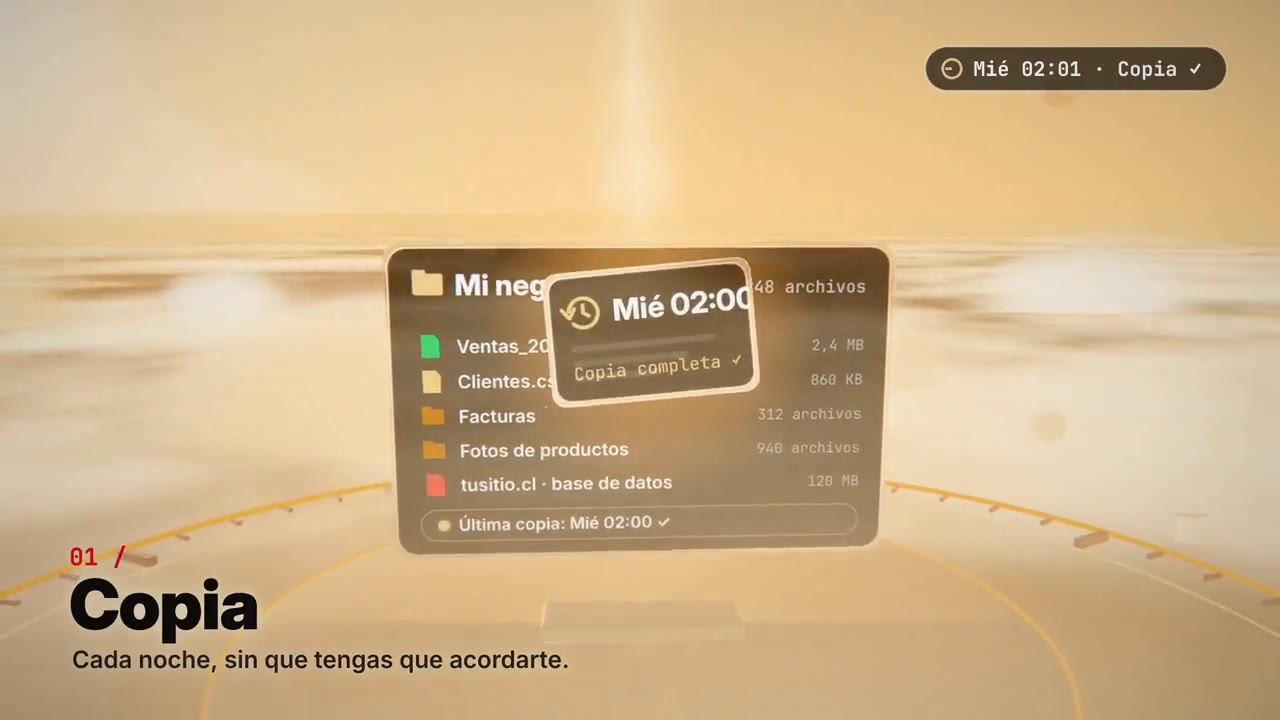 Mié 02:01 · Copia ✓
Mi neg
48 archivos
Mié 02:00
Copia completa ✓
Ventas_20
2,4 MB
Clientes.cs
860 KB
Facturas
312 archivos
Fotos de productos
940 archivos
tusitio.cl · base de datos
120 MB
Última copia: Mié 02:00 ✓
01 /
Copia
Cada noche, sin que tengas que acordarte.